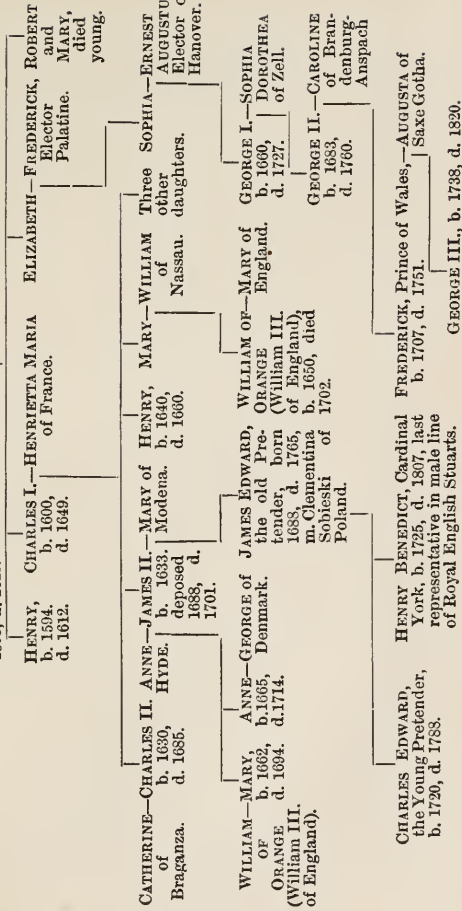 HENRY,
b. 1594.
d. 1612.
CHARLES I.—HENRIETTA MARIA
b. 1600, of France.
d. 1649.
ELIZABETH—FREDERICK,
Elector
Palatine.
ROBERT
and
MARY,
died
young.
CATHERINE—CHARLES II.
of b. 1630,
Braganza. d. 1685.
ANNE—JAMES II.—MARY of
HYDE. b. 1633. Modena.
deposed
1688, d.
1701.
HENRY,
b. 1640,
d. 1660.
MARY—WILLIAM
of
Nassau.
Three
other
daughters.
SOPHIA—ERNEST
AUGUSTU
Elector o
Hanover.
WILLIAM—MARY,
OF b. 1662,
ORANGE d. 1694.
(William III.
of England).
ANNE—GEORGE of
b.1665, Denmark.
d.1714.
JAMES EDWARD,
the old Pre-
tender, born
1688, d. 1765,
m. Clementina
Sobieski of
Poland.
WILLIAM OF—MARY of
ORANGE England.
(William III.
of England),
b. 1650, died
1702.
GEORGE I.—SOPHIA
b. 1660, DOROTHEA
d. 1727. of Zell.
GEORGE II.—CAROLINE
b. 1683, of Bran-
d. 1760. denburg-
Anspach
CHARLES EDWARD,
the Young Pretender,
b. 1720, d. 1788.
HENRY BENEDICT, Cardinal
York, b. 1725, d. 1807, last
representative in male line
of Royal English Stuarts.
FREDERICK, Prince of Wales,—AUGUSTA of
b. 1707, d. 1751. Saxe Gotha.
GEORGE III., b. 1738, d. 1820.